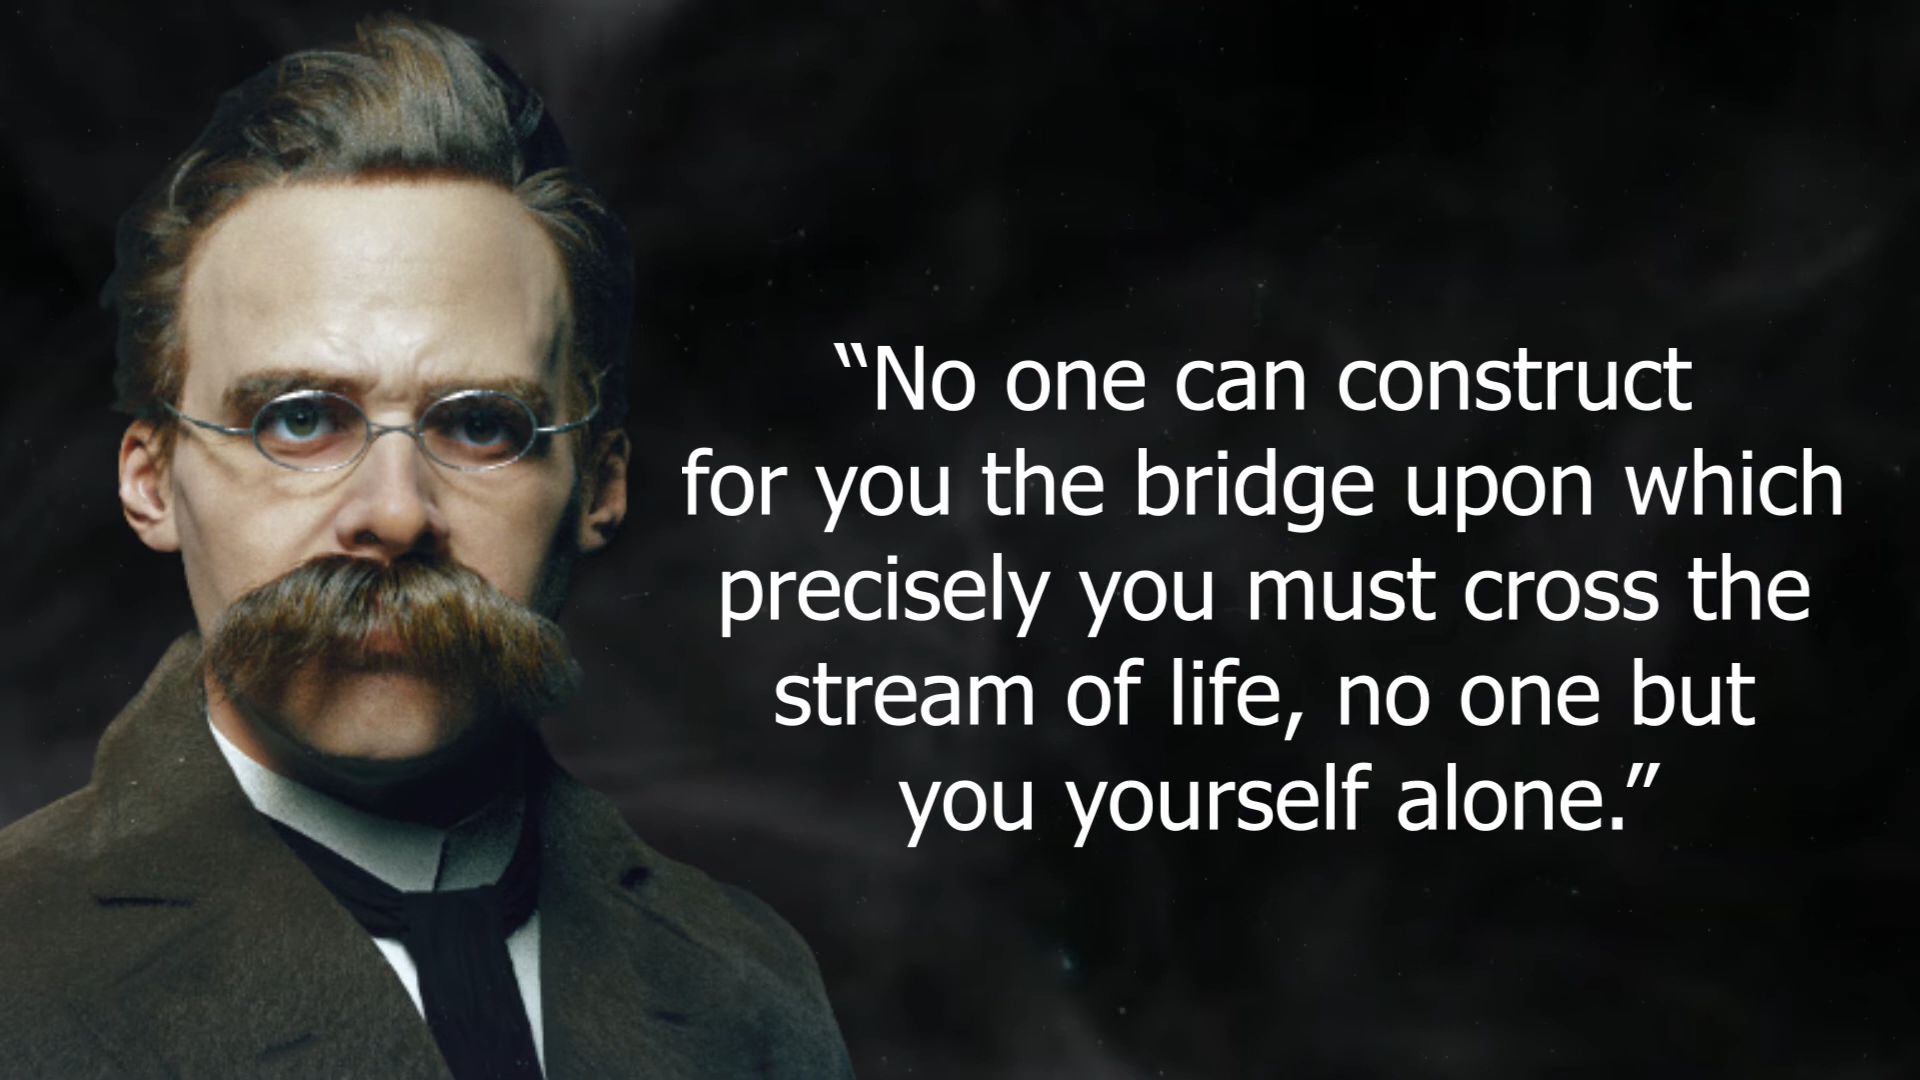 “No one can construct
for you the bridge upon which
precisely you must cross the
stream of life, no one but
you yourself alone.”